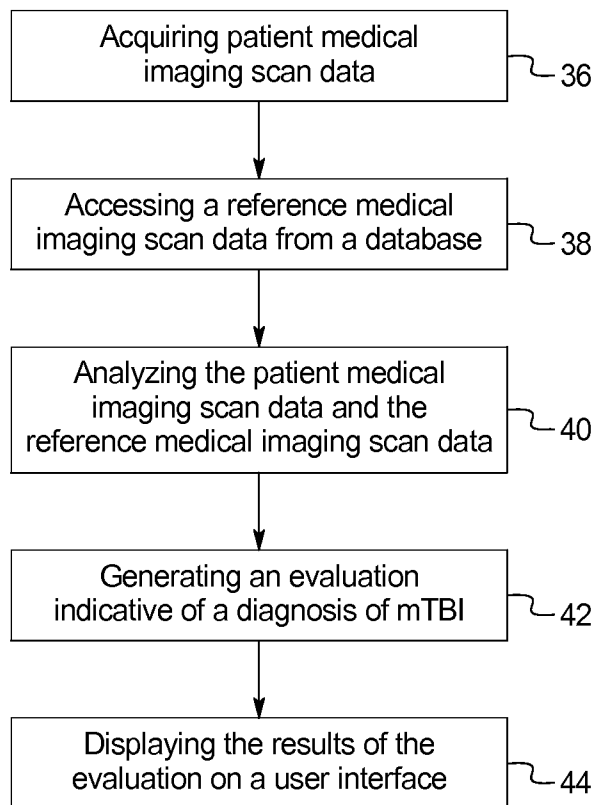 Acquiring patient medical
imaging scan data
36
Accessing a reference medical
imaging scan data from a database
38
Analyzing the patient medical
imaging scan data and the
reference medical imaging scan data
40
Generating an evaluation
indicative of a diagnosis of mTBI
42
Displaying the results of the
evaluation on a user interface
44